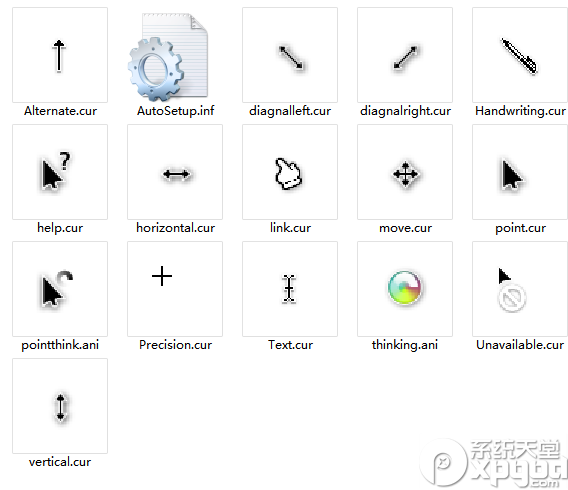 Alternate.cur
AutoSetup.inf
diagnalleft.cur
diagnalright.cur
Handwriting.cur
help.cur
horizontal.cur
link.cur
move.cur
point.cur
pointthink.ani
Precision.cur
Text.cur
thinking.ani
Unavailable.cur
vertical.cur
系统天堂
xpgod
.com